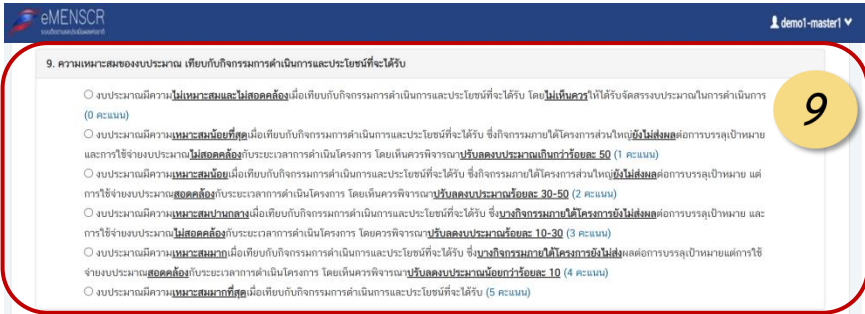 eMENSCR
ระบบติดตามและประเมินผลแห่งชาติ
demo1-master1
9. ความเหมาะสมของงบประมาณ เทียบกับกิจกรรมการดำเนินการและประโยชน์ที่จะได้รับ
งบประมาณมีความไม่เหมาะสมและไม่สอดคล้องเมื่อเทียบกับกิจกรรมการดำเนินการและประโยชน์ที่จะได้รับ โดยไม่เห็นควรให้ได้รับจัดสรรงบประมาณในการดำเนินการ
(0 คะแนน)
9
งบประมาณมีความเหมาะสมน้อยที่สุดเมื่อเทียบกับกิจกรรมการดำเนินการและประโยชน์ที่จะได้รับ ซึ่งกิจกรรมภายใต้โครงการส่วนใหญ่ยังไม่ส่งผลต่อการบรรลุเป้าหมาย
และการใช้จ่ายงบประมาณไม่สอดคล้องกับระยะเวลาการดำเนินโครงการ โดยเห็นควรพิจารณาปรับลดงบประมาณเกินกว่าร้อยละ 50 (1 คะแนน)
งบประมาณมีความเหมาะสมน้อยเมื่อเทียบกับกิจกรรมการดำเนินการและประโยชน์ที่จะได้รับ ซึ่งกิจกรรมภายใต้โครงการส่วนใหญ่ยังไม่ส่งผลต่อการบรรลุเป้าหมาย แต่
การใช้จ่ายงบประมาณสอดคล้องกับระยะเวลาการดำเนินโครงการ โดยเห็นควรพิจารณาปรับลดงบประมาณร้อยละ 30-50 (2 คะแนน)
งบประมาณมีความเหมาะสมปานกลางเมื่อเทียบกับกิจกรรมการดำเนินการและประโยชน์ที่จะได้รับ ซึ่งบางกิจกรรมภายใต้โครงการยังไม่ส่งผลต่อการบรรลุเป้าหมาย และ
การใช้จ่ายงบประมาณไม่สอดคล้องกับระยะเวลาการดำเนินโครงการ โดยควรพิจารณาปรับลดงบประมาณร้อยละ 10-30 (3 คะแนน)
งบประมาณมีความเหมาะสมมากเมื่อเทียบกับกิจกรรมการดำเนินการและประโยชน์ที่จะได้รับ ซึ่งบางกิจกรรมภายใต้โครงการยังไม่ส่งผลต่อการบรรลุเป้าหมายแต่การใช้
จ่ายงบประมาณสอดคล้องกับระยะเวลาการดำเนินโครงการ โดยเห็นควรพิจารณาปรับลดงบประมาณน้อยกว่าร้อยละ 10 (4 คะแนน)
งบประมาณมีความเหมาะสมมากที่สุดเมื่อเทียบกับกิจกรรมการดำเนินการและประโยชน์ที่จะได้รับ (5 คะแนน)